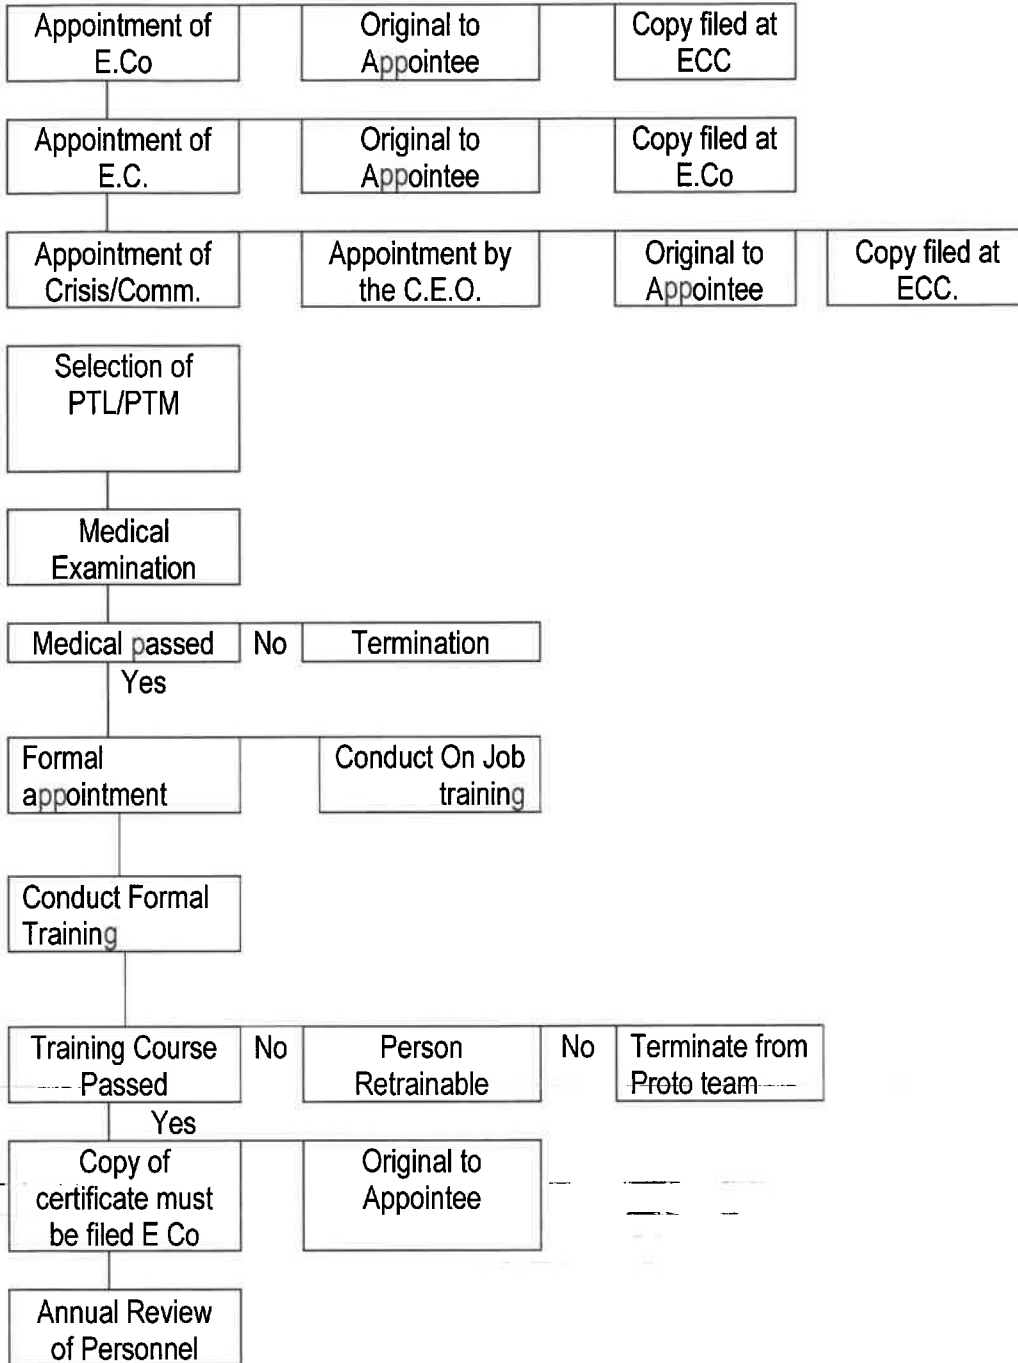 Appointment of
E.Co
Original to
Appointee
Copy filed at
ECC
Appointment of
E.C.
Original to
Appointee
Copy filed at
E.Co
Appointment of
Crisis/Comm.
Appointment by
the C.E.O.
Original to
Appointee
Copy filed at
ECC.
Selection of
PTL/PTM
Medical
Examination
Medical passed
No
Termination
Yes
Formal
appointment
Conduct On Job
training
Conduct Formal
Training
Training Course
Passed
No
Person
Retrainable
No
Terminate from
Proto team
Yes
Copy of
certificate must
be filed E Co
Original to
Appointee
Annual Review
of Personnel